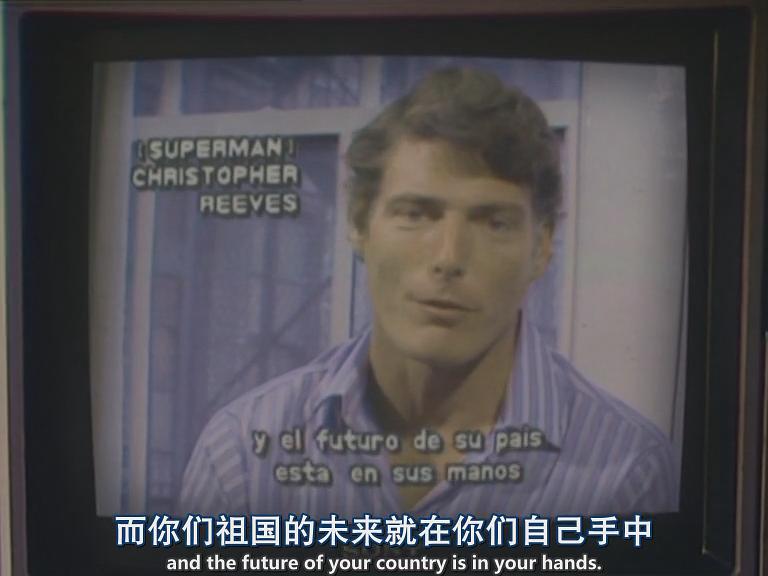 (SUPERMAN)
CHRISTOPHER
REEVES
y el futuro de su pais
esta en sus manos
而你们祖国的未来就在你们自己手中
and the future of your country is in your hands.